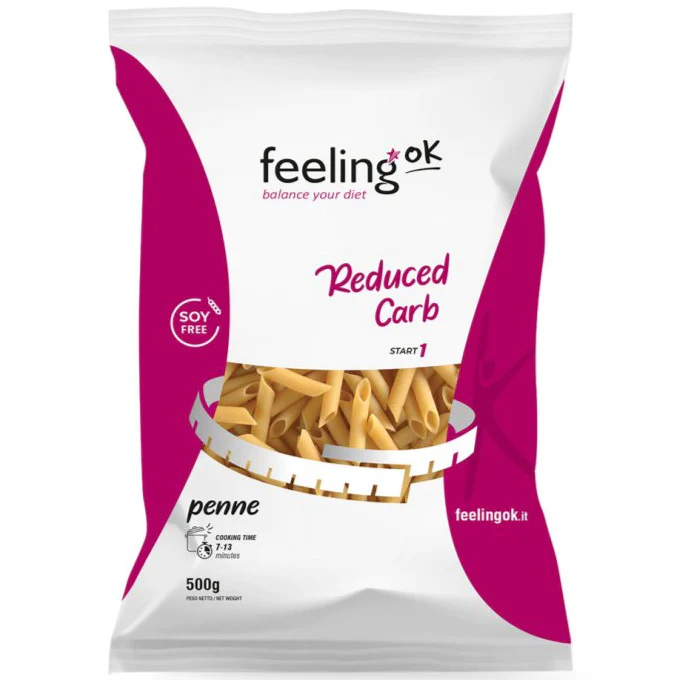 feeling OK
balance your diet
Reduced
Carb
START 1
SOY
FREE
penne
COOKING TIME
7-13
minutes
500g
PESO NETTO / NET WEIGHT
feelingok.it